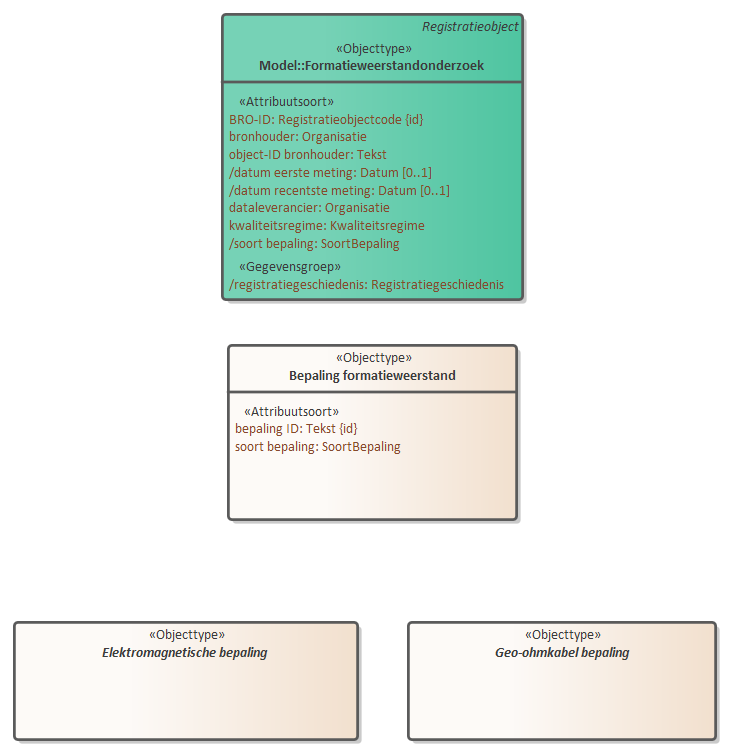 Registratieobject
«Objecttype»
Model::Formatieweerstandonderzoek
«Attribuutsoort»
BRO-ID: Registratieobjectcode {id}
bronhouder: Organisatie
object-ID bronhouder: Tekst
/datum eerste meting: Datum [0..1]
/datum recentste meting: Datum [0..1]
dataleverancier: Organisatie
kwaliteitsregime: Kwaliteitsregime
/soort bepaling: SoortBepaling
«Gegevensgroep»
/registratiegeschiedenis: Registratiegeschiedenis
«Objecttype»
Bepaling formatieweerstand
«Attribuutsoort»
bepaling ID: Tekst {id}
soort bepaling: SoortBepaling
«Objecttype»
Elektromagnetische bepaling
«Objecttype»
Geo-ohmkabel bepaling